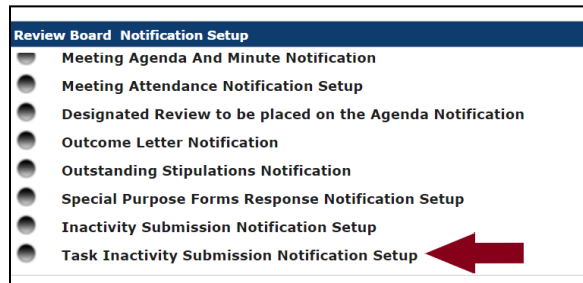 Review Board Notification Setup
Meeting Agenda And Minute Notification
Meeting Attendance Notification Setup
Designated Review to be placed on the Agenda Notification
Outcome Letter Notification
Outstanding Stipulations Notification
Special Purpose Forms Response Notification Setup
Inactivity Submission Notification Setup
Task Inactivity Submission Notification Setup